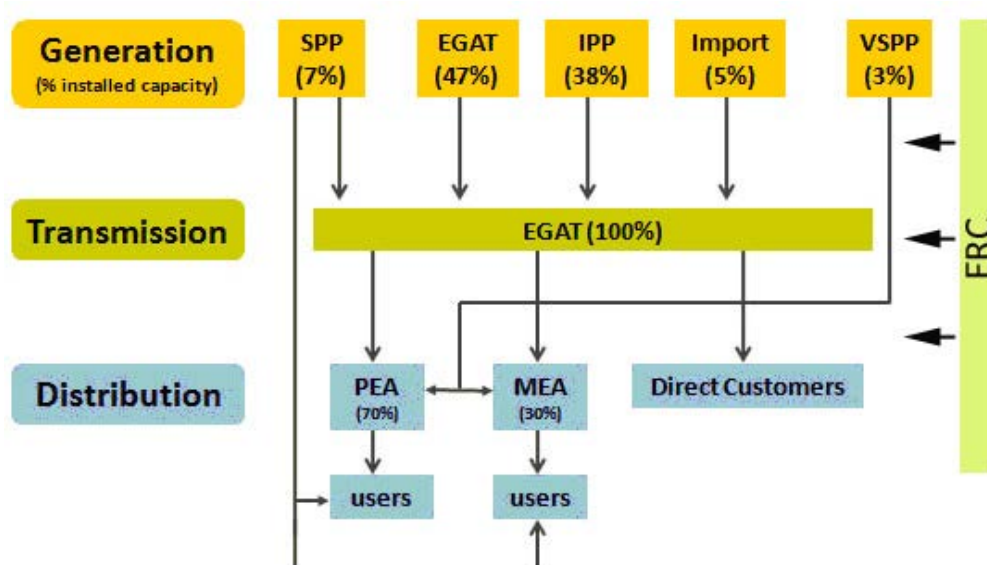 Generation
(% installed capacity)
SPP
(7%)
EGAT
(47%)
IPP
(38%)
Import
(5%)
VSPP
(3%)
Transmission
EGAT (100%)
ERC
Distribution
PEA
(70%)
MEA
(30%)
Direct Customers
users
users